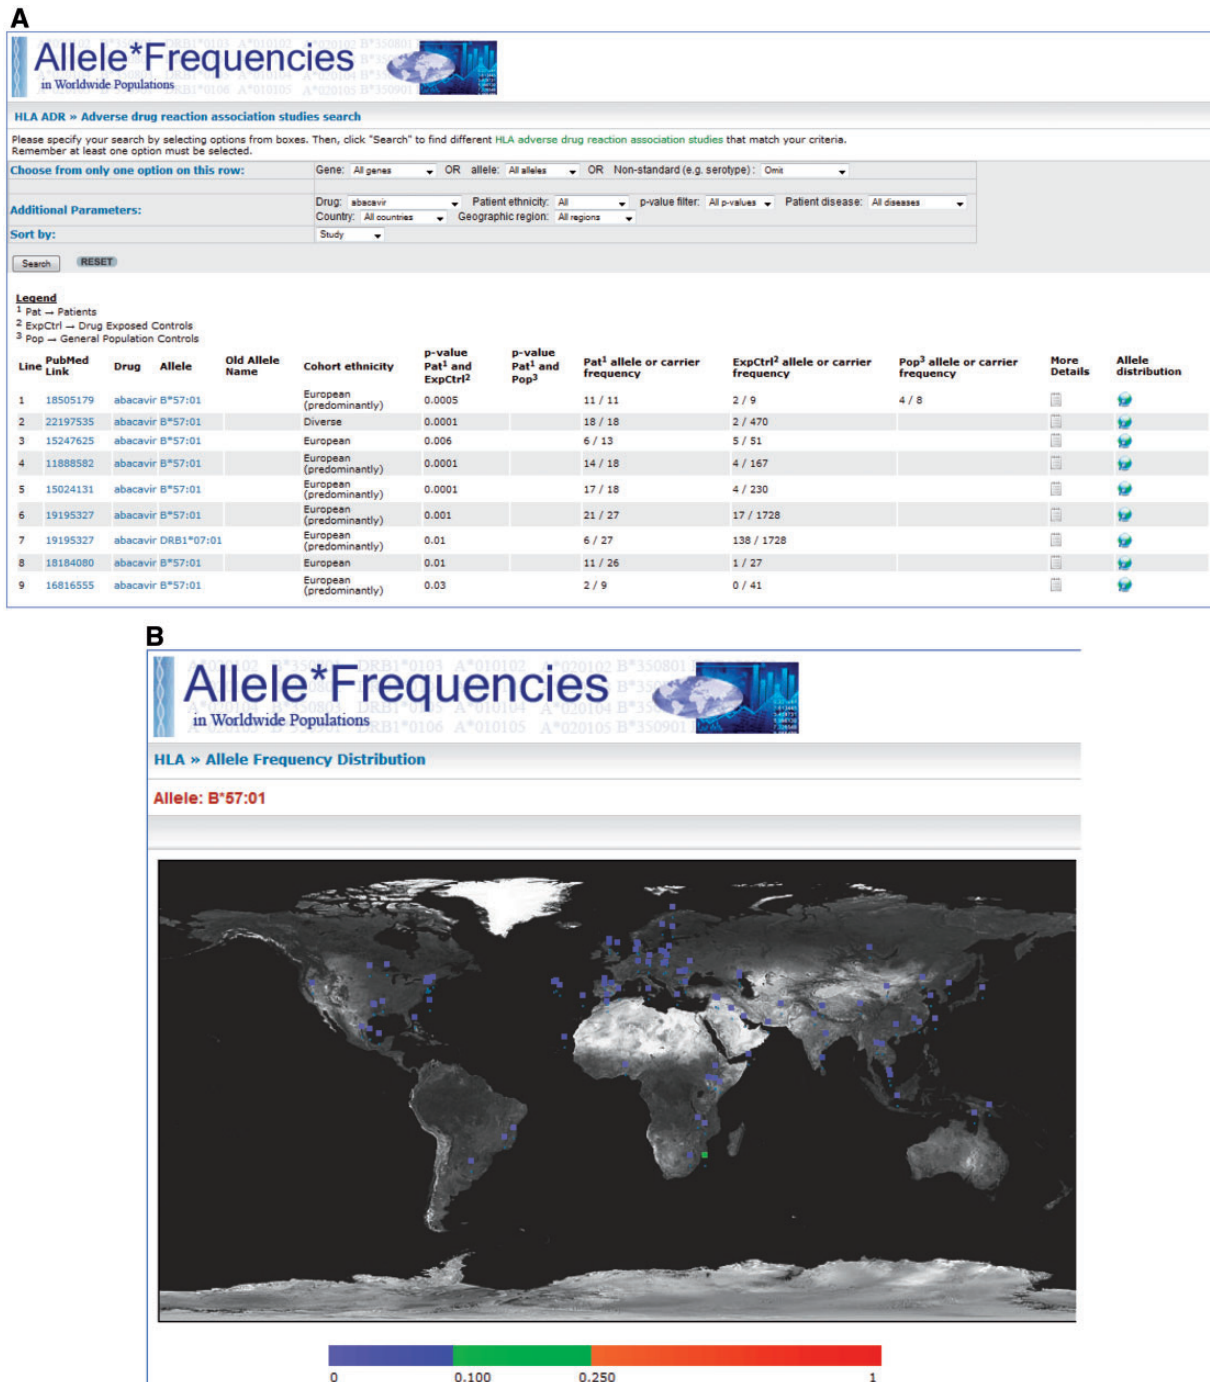 A
Allele*Frequencies
in Worldwide Populations
HLA ADR » Adverse drug reaction association studies search
Please specify your search by selecting options from boxes. Then, click "Search" to find different HLA adverse drug reaction association studies that match your criteria.
Remember at least one option must be selected.
Choose from only one option on this row: Gene: All genes OR allele: All alleles OR Non-standard (e.g. serotype) : Omit
Additional Parameters: Drug: abacavir Patient ethnicity: All p-value filter: All p-values Patient disease: All diseases
Country: All countries Geographic region: All regions
Sort by: Study
Search RESET
Legend
1 Pat → Patients
2 ExpCtrl → Drug Exposed Controls
3 Pop → General Population Controls
Line PubMed Link Drug Allele Old Allele Name Cohort ethnicity p-value Pat1 and ExpCtrl2 p-value Pat1 and Pop3 Pat1 allele or carrier frequency ExpCtrl2 allele or carrier frequency Pop3 allele or carrier frequency More Details Allele distribution
1 18505179 abacavir B*57:01 European (predominantly) 0.0005 11 / 11 2 / 9 4 / 8
2 22197535 abacavir B*57:01 Diverse 0.0001 18 / 18 2 / 470
3 15247625 abacavir B*57:01 European 0.006 6 / 13 5 / 51
4 11888582 abacavir B*57:01 European (predominantly) 0.0001 14 / 18 4 / 167
5 15024131 abacavir B*57:01 European (predominantly) 0.0001 17 / 18 4 / 230
6 19195327 abacavir B*57:01 European (predominantly) 0.001 21 / 27 17 / 1728
7 19195327 abacavir DRB1*07:01 European (predominantly) 0.01 6 / 27 138 / 1728
8 18184080 abacavir B*57:01 European 0.01 11 / 26 1 / 27
9 16816555 abacavir B*57:01 European (predominantly) 0.03 2 / 9 0 / 41
B
Allele*Frequencies
in Worldwide Populations
HLA » Allele Frequency Distribution
Allele: B*57:01
0 0.100 0.250 1